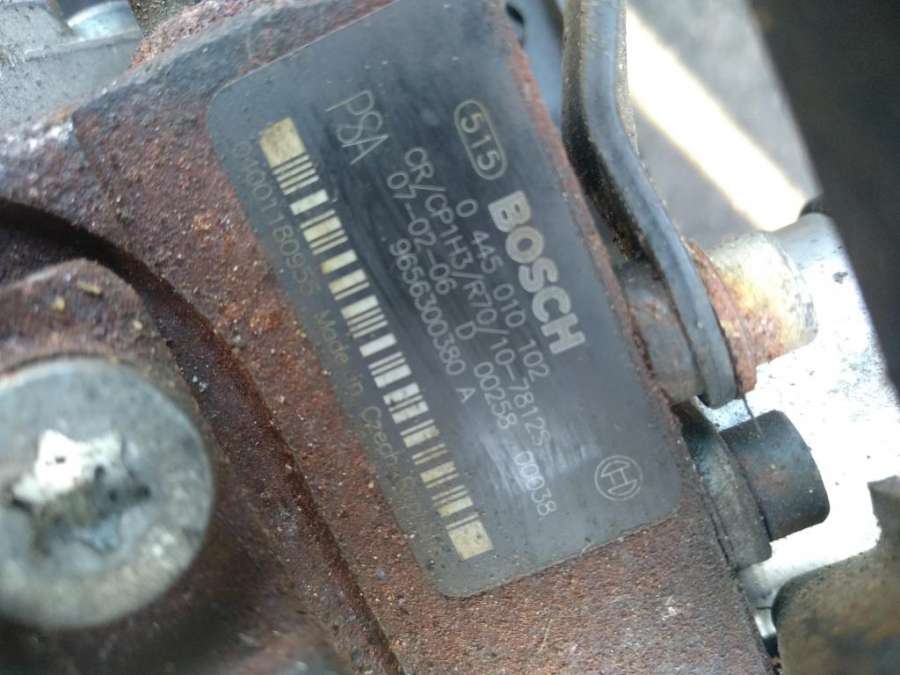 515
BOSCH
0 445 010 102
CR/CP1H3/R70/10-7812S
07-02-06 D 00258 00038
9656300380 A
PSA
Made in Czech